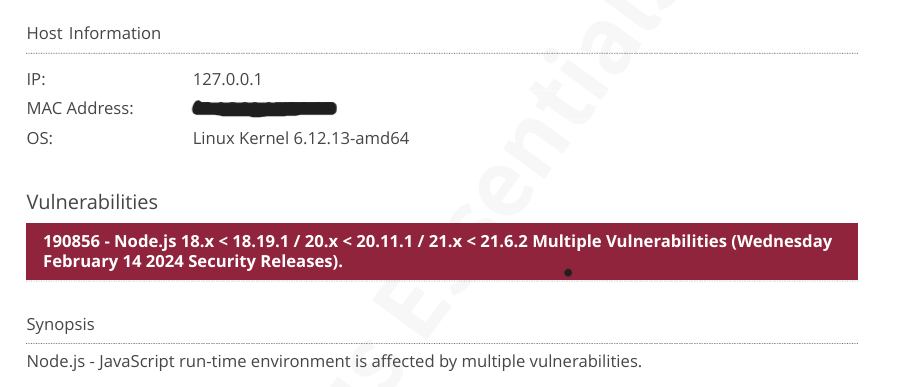 Host Information
IP: 127.0.0.1
MAC Address:
OS: Linux Kernel 6.12.13-amd64
Vulnerabilities
190856 - Node.js 18.x < 18.19.1 / 20.x < 20.11.1 / 21.x < 21.6.2 Multiple Vulnerabilities (Wednesday
February 14 2024 Security Releases).
Synopsis
Node.js - JavaScript run-time environment is affected by multiple vulnerabilities.
us Essentials